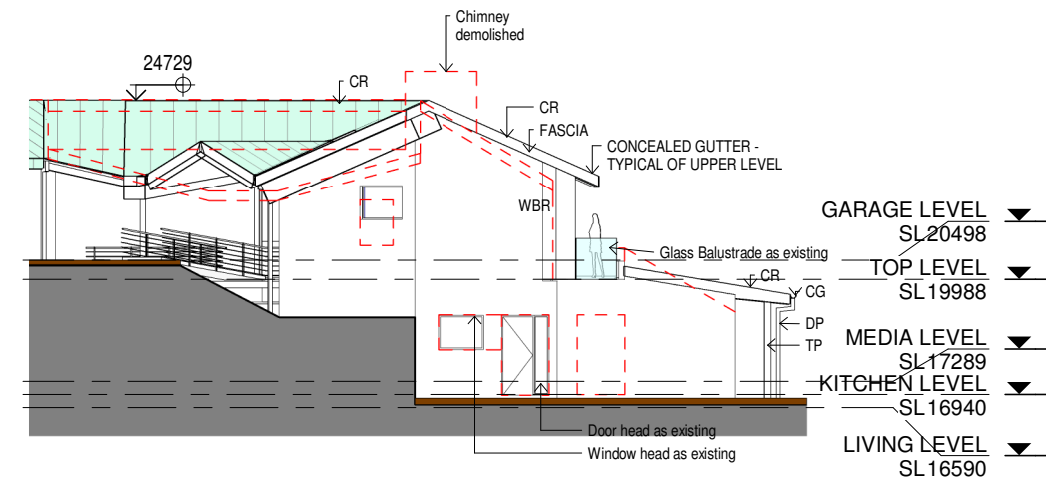 Chimney
demolished
24729
CR
CR
FASCIA
CONCEALED GUTTER -
TYPICAL OF UPPER LEVEL
WBR
GARAGE LEVEL
SL20498
Glass Balustrade as existing
TOP LEVEL
SL19988
CR
CG
DP
TP
MEDIA LEVEL
SL17289
KITCHEN LEVEL
SL16940
Door head as existing
Window head as existing
LIVING LEVEL
SL16590